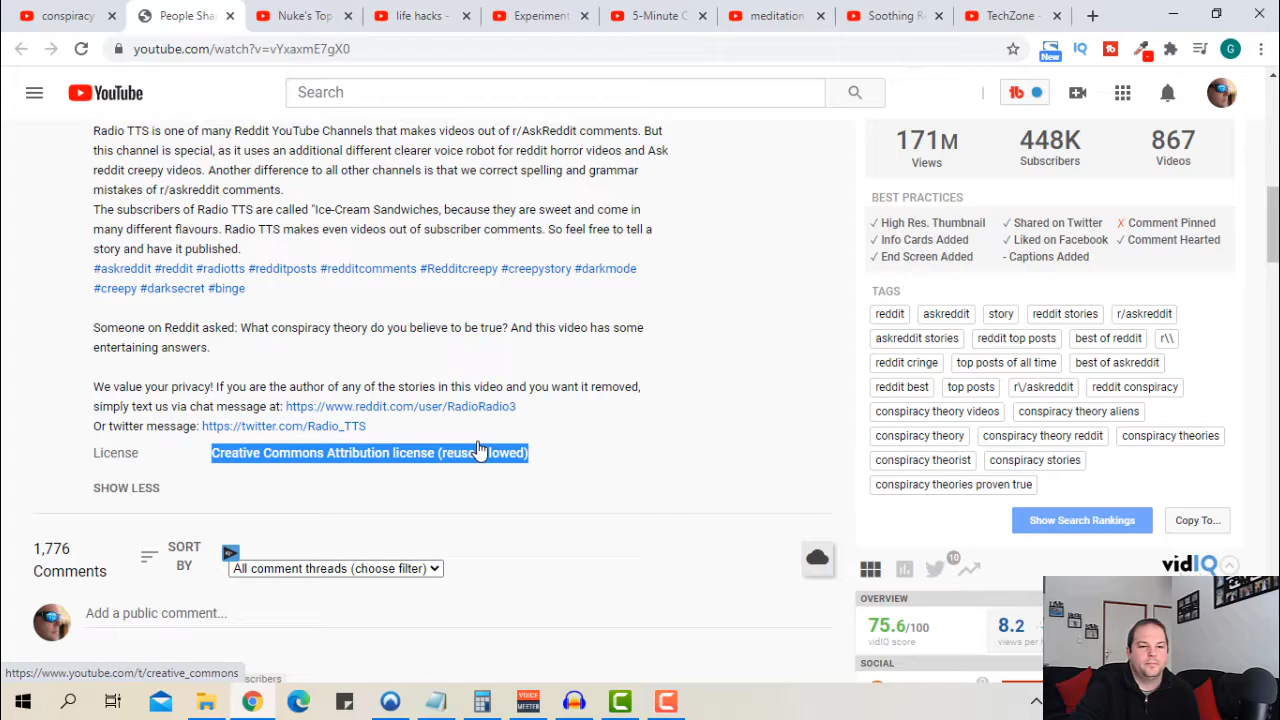 conspiracy
People Sha
Nuke's Top
life hacks -
Experiment
5-Minute C
meditation
Soothing R
TechZone -
youtube.com/watch?v=vYxaxmE7gX0
New
IQ
G
YouTube
Search
Radio TTS is one of many Reddit YouTube Channels that makes videos out of r/AskReddit comments. But
this channel is special, as it uses an additional different clearer voice robot for reddit horror videos and Ask
reddit creepy videos. Another difference to all other channels is that we correct spelling and grammar
mistakes of r/askreddit comments.
The subscribers of Radio TTS are called "Ice-Cream Sandwiches, because they are sweet and come in
many different flavours. Radio TTS makes even videos out of subscriber comments. So feel free to tell a
story and have it published.
#askreddit #reddit #radiotts #redditposts #redditcomments #Redditcreepy #creepystory #darkmode
#creepy #darksecret #binge
Someone on Reddit asked: What conspiracy theory do you believe to be true? And this video has some
entertaining answers.
We value your privacy! If you are the author of any of the stories in this video and you want it removed,
simply text us via chat message at: https://www.reddit.com/user/RadioRadio3
Or twitter message: https://twitter.com/Radio_TTS
License Creative Commons Attribution license (reuse lowed)
SHOW LESS
1,776
Comments
SORT
BY
All comment threads (choose filter)
Add a public comment...
https://www.youtube.com/t/creative_commons
scribers
171M 448K 867
Views Subscribers Videos
BEST PRACTICES
✓ High Res. Thumbnail ✓ Shared on Twitter ✗ Comment Pinned
✓ Info Cards Added ✓ Liked on Facebook ✓ Comment Hearted
✓ End Screen Added - Captions Added
TAGS
reddit askreddit story reddit stories r/askreddit
askreddit stories reddit top posts best of reddit r\\
reddit cringe top posts of all time best of askreddit
reddit best top posts r\/askreddit reddit conspiracy
conspiracy theory videos conspiracy theory aliens
conspiracy theory conspiracy theory reddit conspiracy theories
conspiracy theorist conspiracy stories
conspiracy theories proven true
Show Search Rankings Copy To...
10
vidIQ
OVERVIEW
75.6/100 8.2
vidIQ score views per h
SOCIAL
VOICE
MEETER